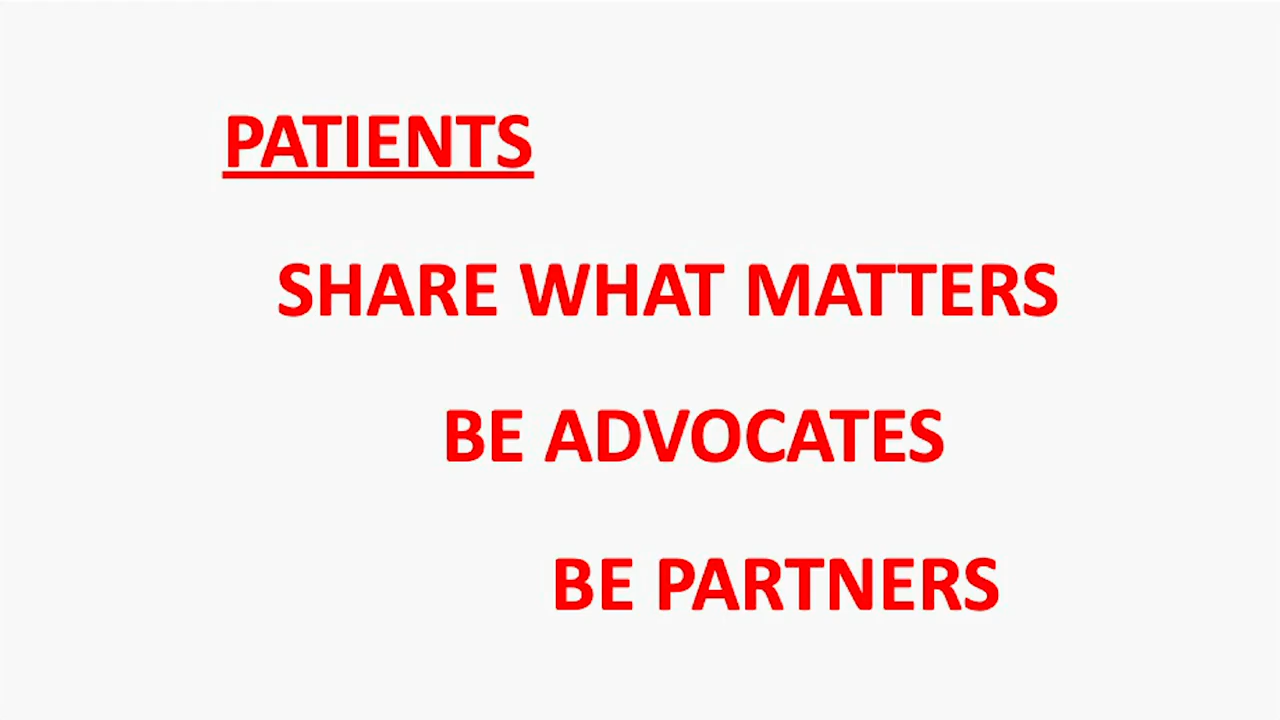 PATIENTS
SHARE WHAT MATTERS
BE ADVOCATES
BE PARTNERS